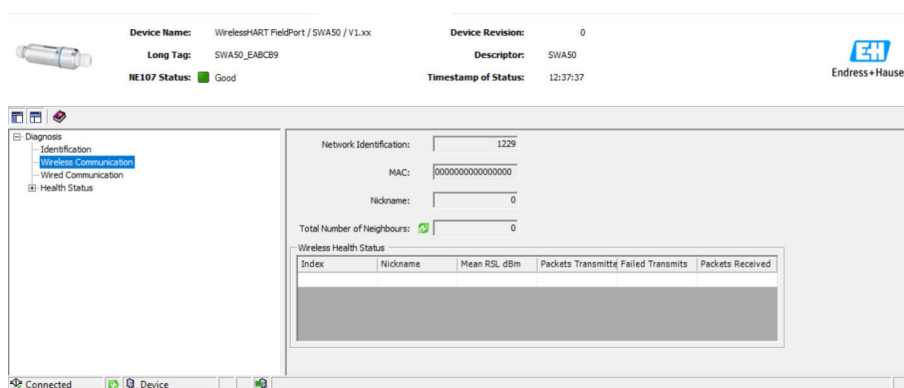 Device Name: WirelessHART FieldPort / SWA50 / V1.xx Device Revision: 0
Long Tag: SWA50_EABCB9 Descriptor: SWA50
NE107 Status: Good Timestamp of Status: 12:37:37
EH
Endress+Hause
Diagnosis
Identification
Wireless Communication
Wired Communication
Health Status
Network Identification: 1229
MAC: 0000000000000000
Nickname: 0
Total Number of Neighbours: 0
Wireless Health Status
Index Nickname Mean RSL dBm Packets Transmitte Failed Transmits Packets Received
Connected Device